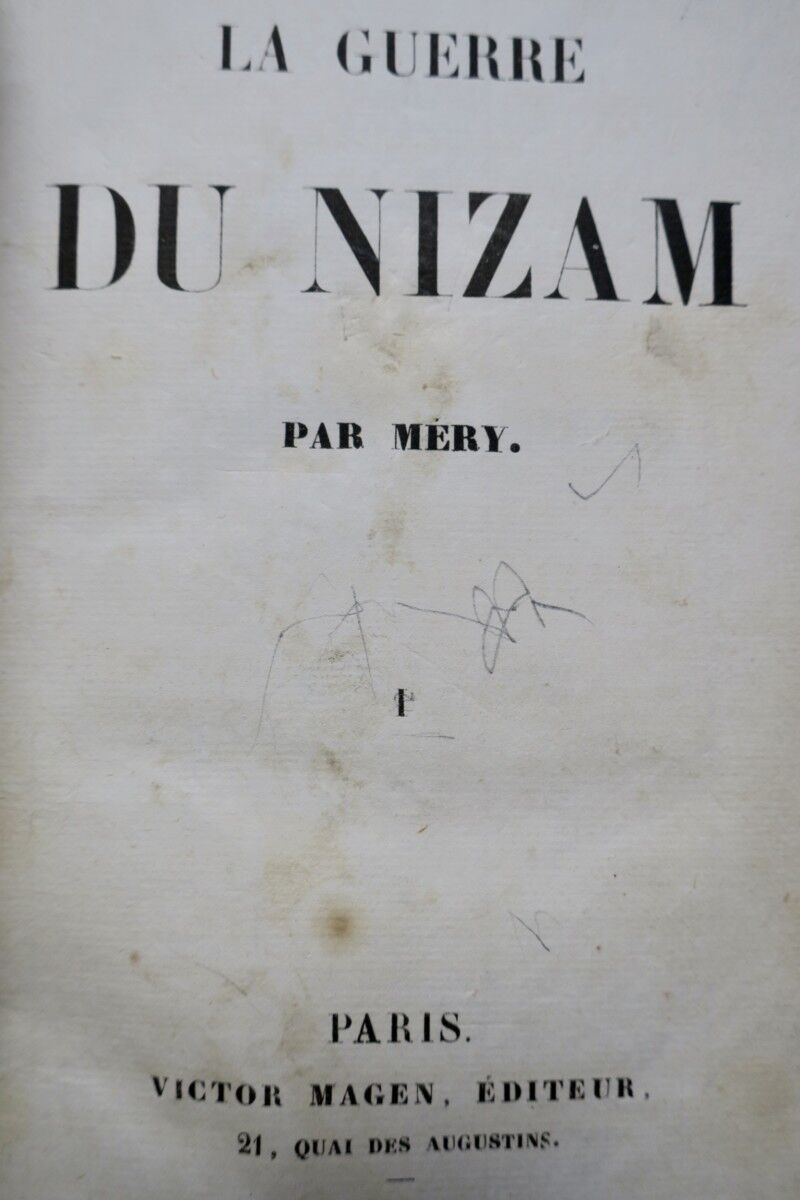 LA GUERRE
DU NIZAM
PAR MÉRY.
I
PARIS.
VICTOR MAGEN, ÉDITEUR,
21, QUAI DES AUGUSTINS.